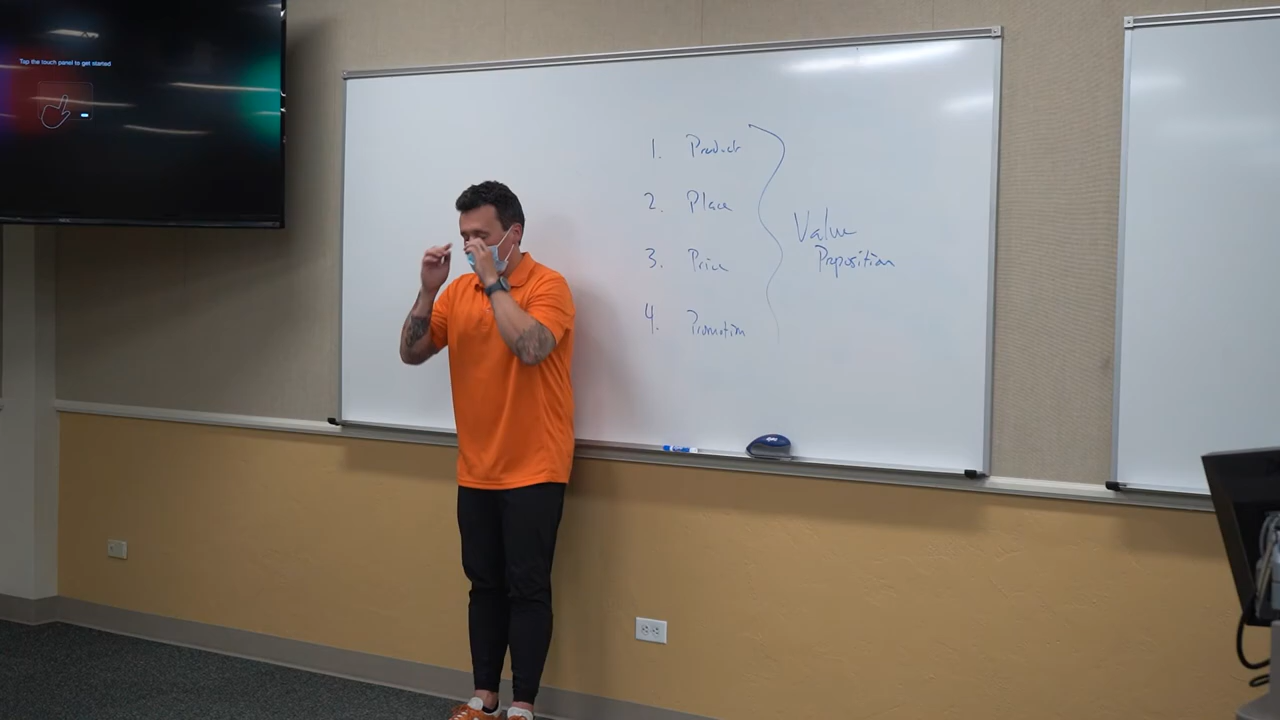 Tap the touch panel to get started
1. Product
2. Place
3. Price
4. Promotion
Value
Proposition